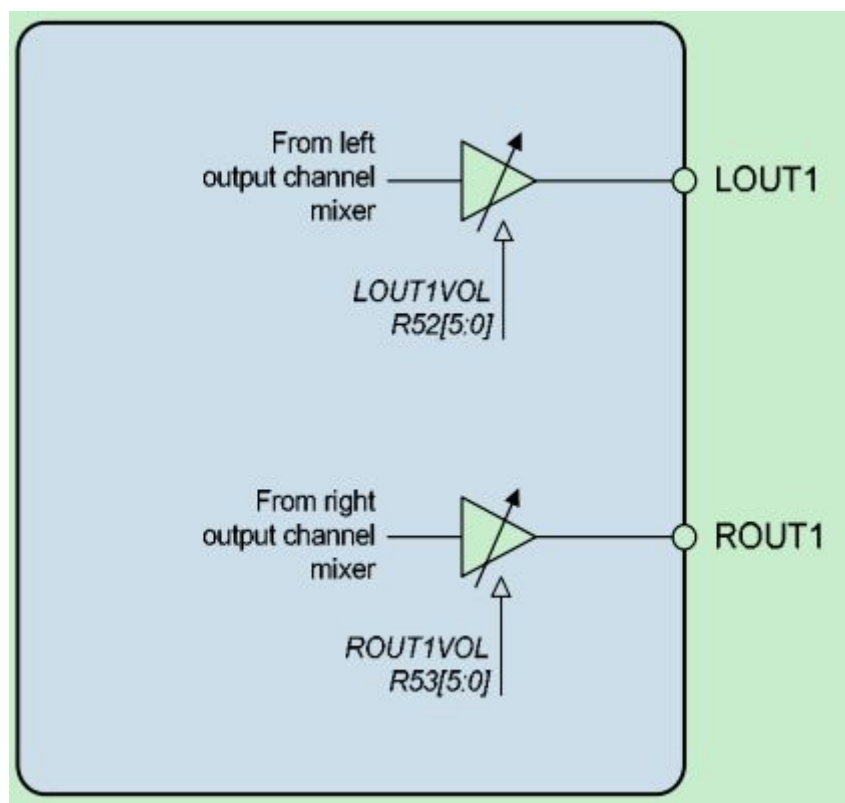 From left
output channel
mixer
LOUT1
LOUT1VOL
R52[5:0]
From right
output channel
mixer
ROUT1
ROUT1VOL
R53[5:0]